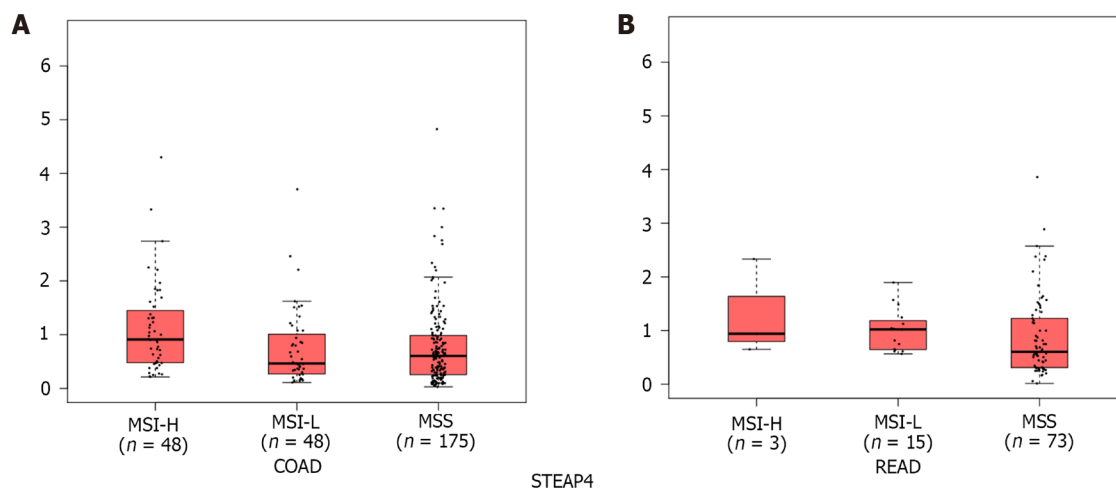 A
6
5
4
3
2
1
0
MSI-H MSI-L MSS
(n = 48) (n = 48) (n = 175)
COAD
B
6
5
4
3
2
1
0
MSI-H MSI-L MSS
(n = 3) (n = 15) (n = 73)
READ
STEAP4